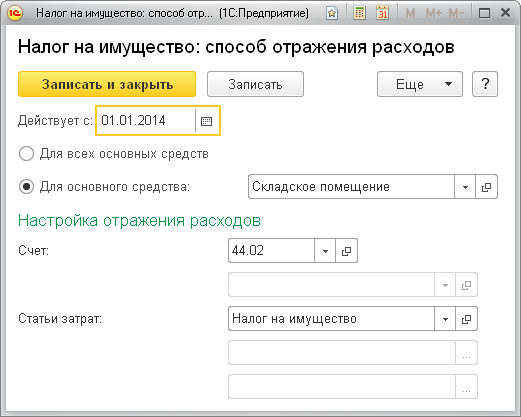 Налог на имущество: способ отр... (1С:Предприятие)
M M+ M-
Налог на имущество: способ отражения расходов
Записать и закрыть Записать Еще ?
Действует с: 01.01.2014
Для всех основных средств
Для основного средства: Складское помещение
Настройка отражения расходов
Счет: 44.02
Статьи затрат: Налог на имущество
...
...